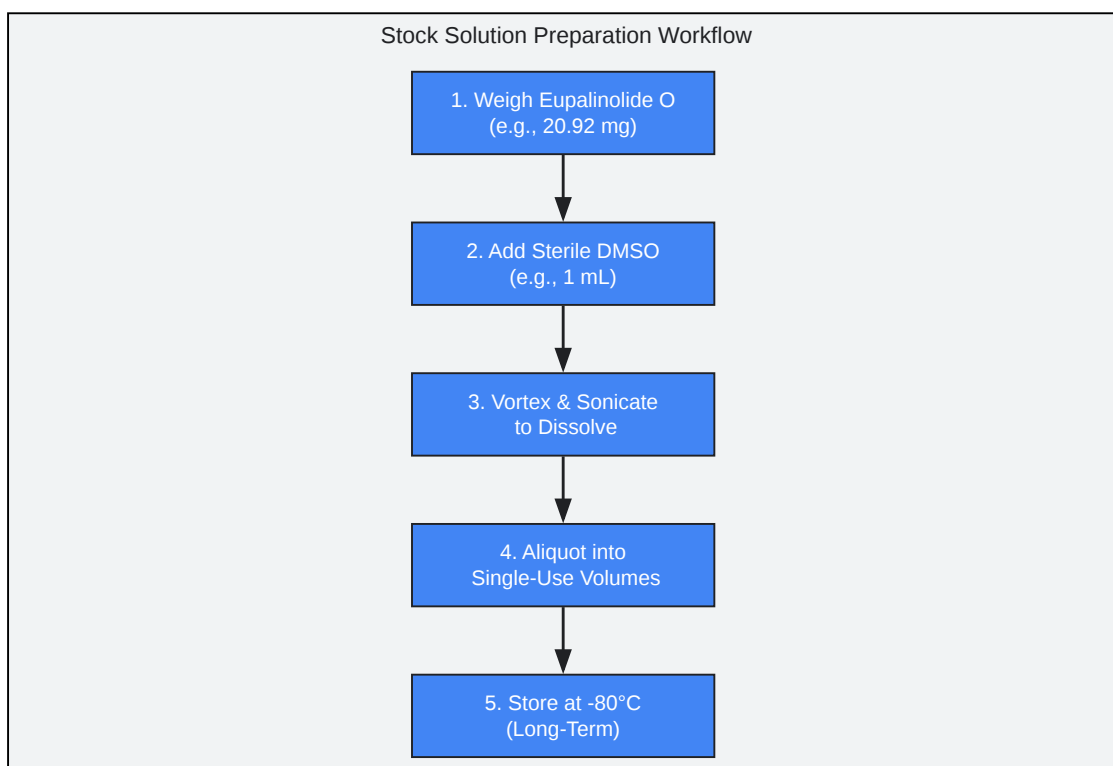 Stock Solution Preparation Workflow
1. Weigh Eupalinolide O
(e.g., 20.92 mg)
2. Add Sterile DMSO
(e.g., 1 mL)
3. Vortex & Sonicate
to Dissolve
4. Aliquot into
Single-Use Volumes
5. Store at -80°C
(Long-Term)